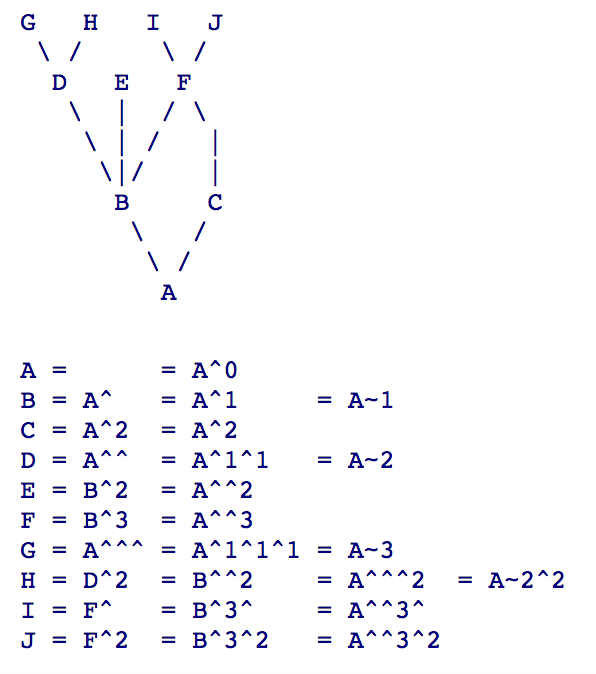 G   H   I   J
 \ /     \ /
  D   E   F
   \  |  / \
    \ | /   |
     \|/    |
      B     C
       \   /
        \ /
         A
A =      = A^0
B = A^   = A^1     = A~1
C = A^2  = A^2
D = A^^  = A^1^1   = A~2
E = B^2  = A^^2
F = B^3  = A^^3
G = A^^^ = A^1^1^1 = A~3
H = D^2  = B^^2    = A^^^2  = A~2^2
I = F^   = B^3^    = A^^3^
J = F^2  = B^3^2   = A^^3^2